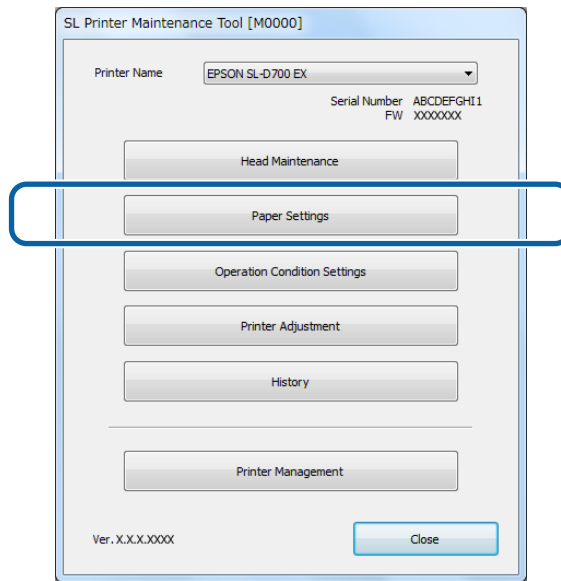 SL Printer Maintenance Tool [M0000]
Printer Name EPSON SL-D700 EX
Serial Number ABCDEFGHI1
FW XXXXXXX
Head Maintenance
Paper Settings
Operation Condition Settings
Printer Adjustment
History
Printer Management
Ver. X.X.X.XXXX Close